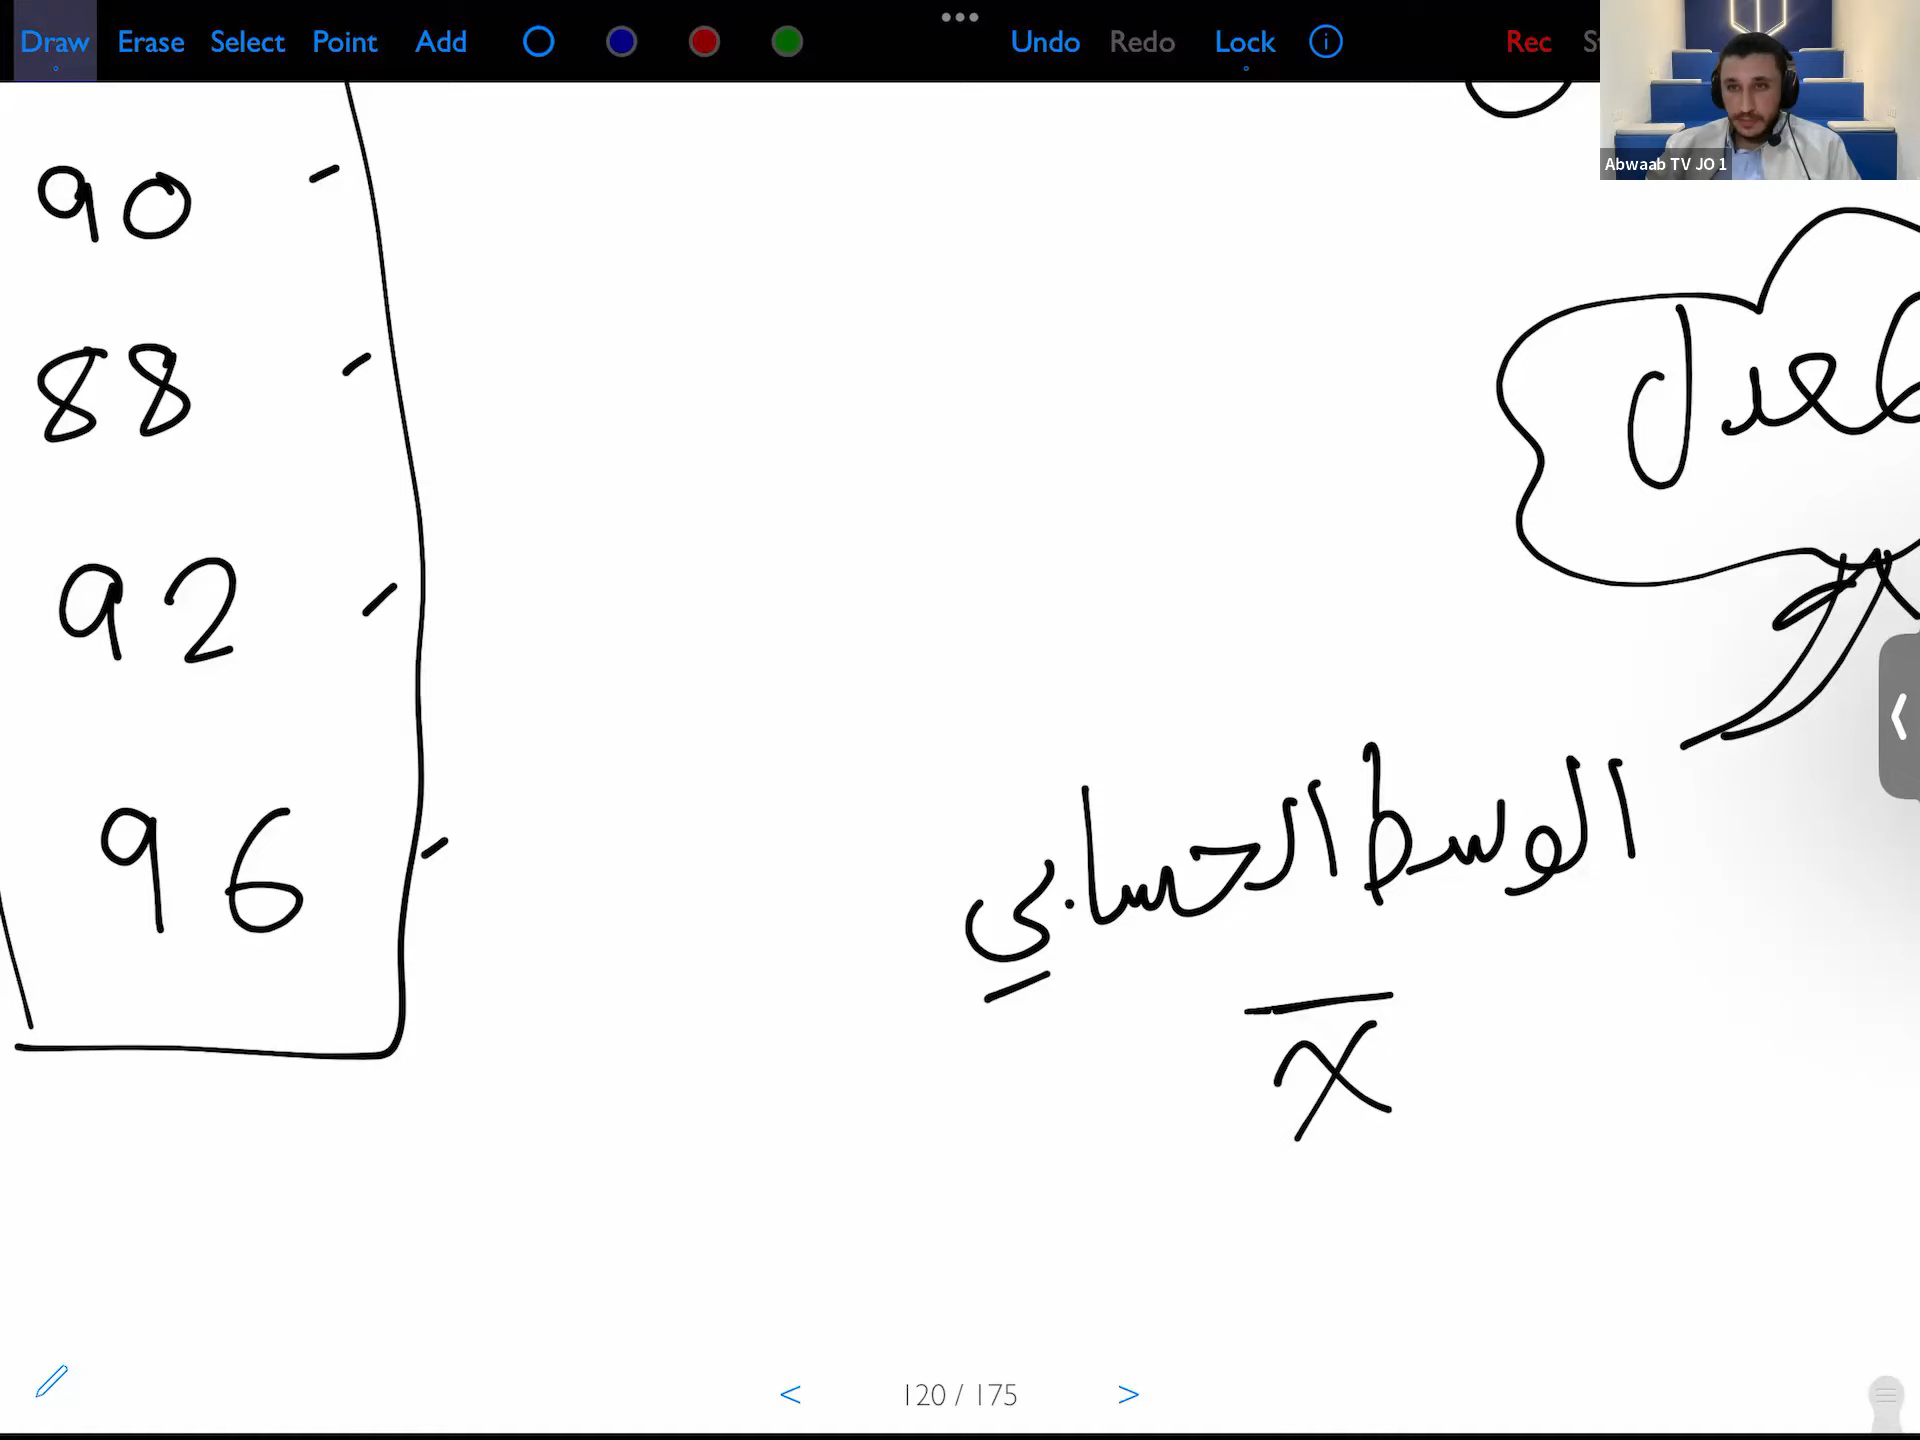 Draw Erase Select Point Add Undo Redo Lock Rec
Abwaab TV JO 1
90
88
92
96
الوسط الحسابي
x̄
120 / 175